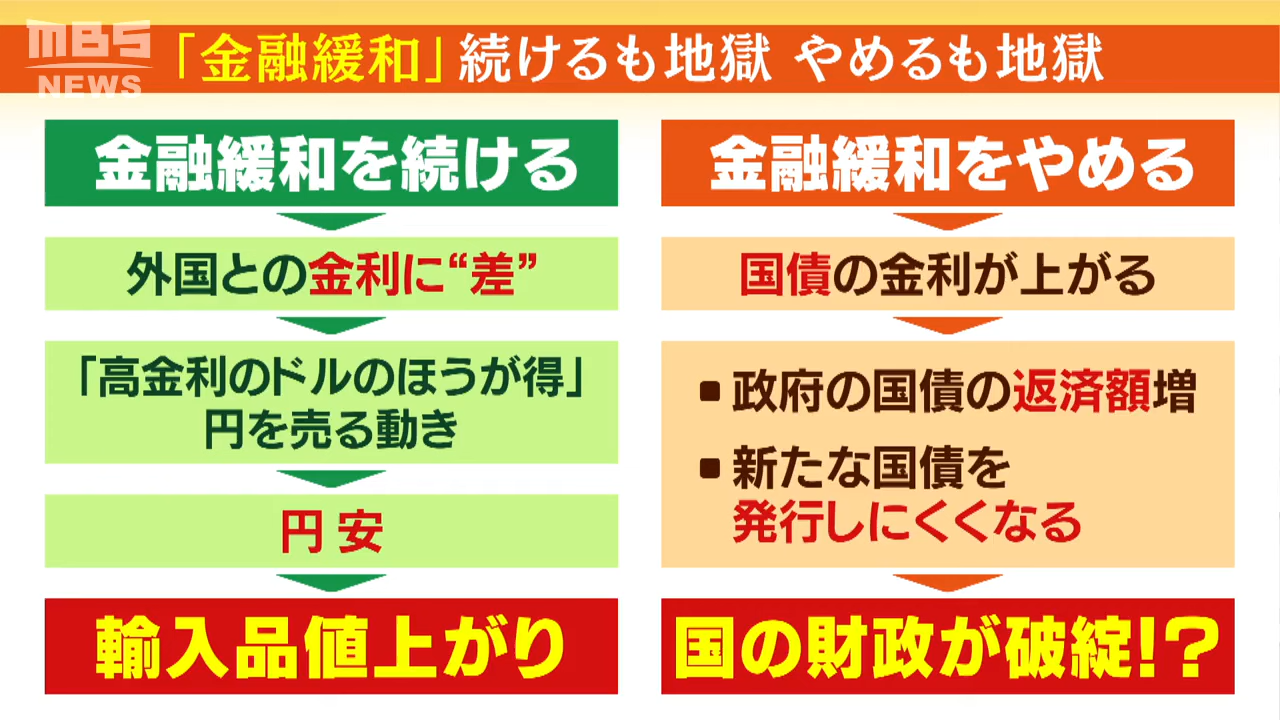 MBS
NEWS
「金融緩和」続けるも地獄 やめるも地獄
金融緩和を続ける
外国との金利に“差”
「高金利のドルのほうが得」
円を売る動き
円安
輸入品値上がり
金融緩和をやめる
国債の金利が上がる
■政府の国債の返済額増
■新たな国債を
発行しにくくなる
国の財政が破綻!?